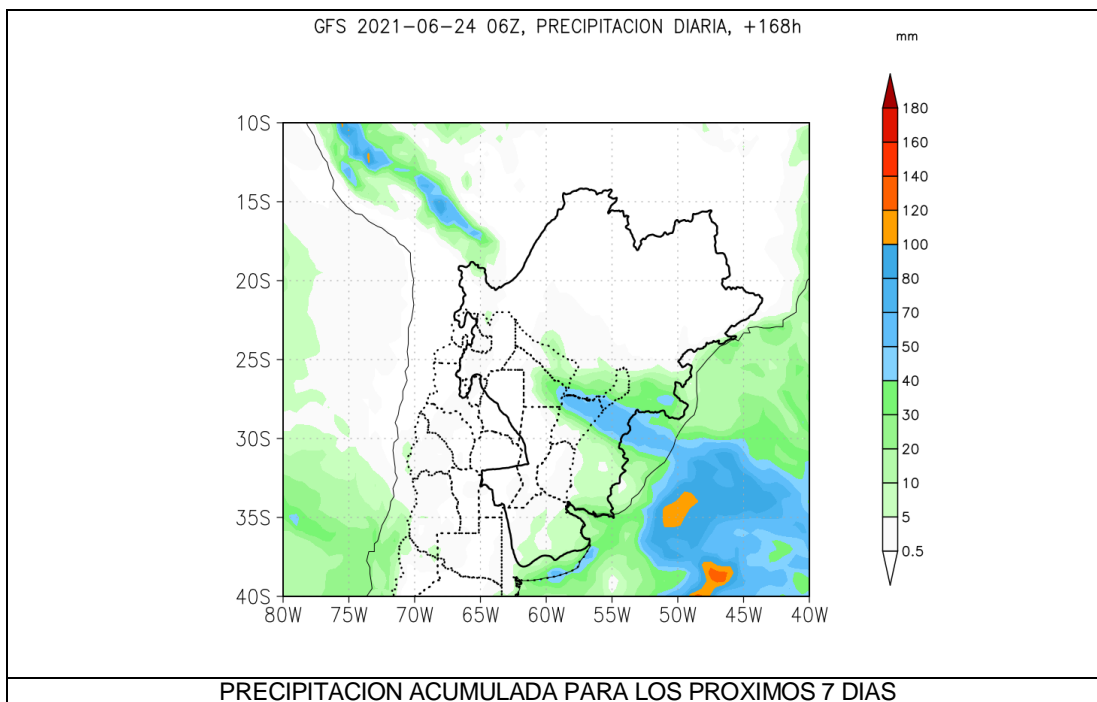 GFS 2021-06-24 06Z, PRECIPITACION DIARIA, +168h
mm
180
160
140
120
100
80
70
50
40
30
20
10
5
0.5
10S
15S
20S
25S
30S
35S
40S
80W 75W 70W 65W 60W 55W 50W 45W 40W
PRECIPITACION ACUMULADA PARA LOS PROXIMOS 7 DIAS